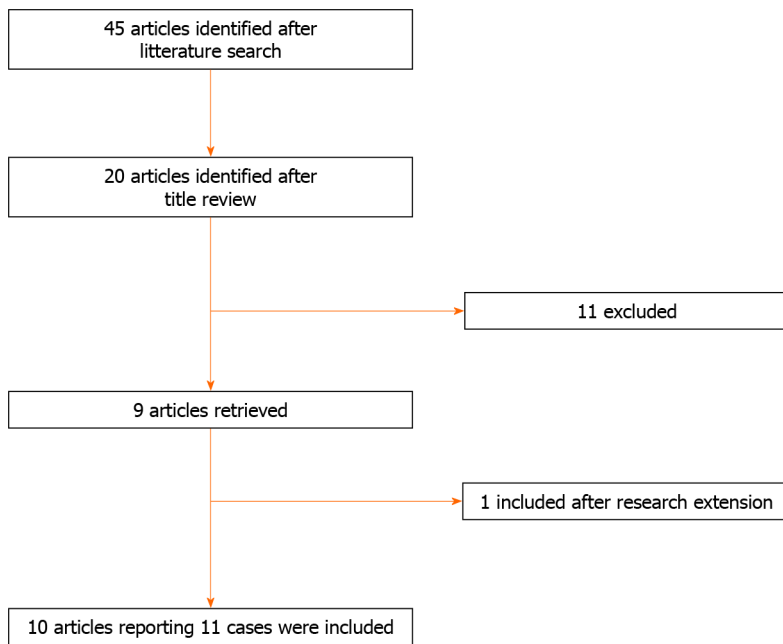 45 articles identified after
litterature search
20 articles identified after
title review
11 excluded
9 articles retrieved
1 included after research extension
10 articles reporting 11 cases were included